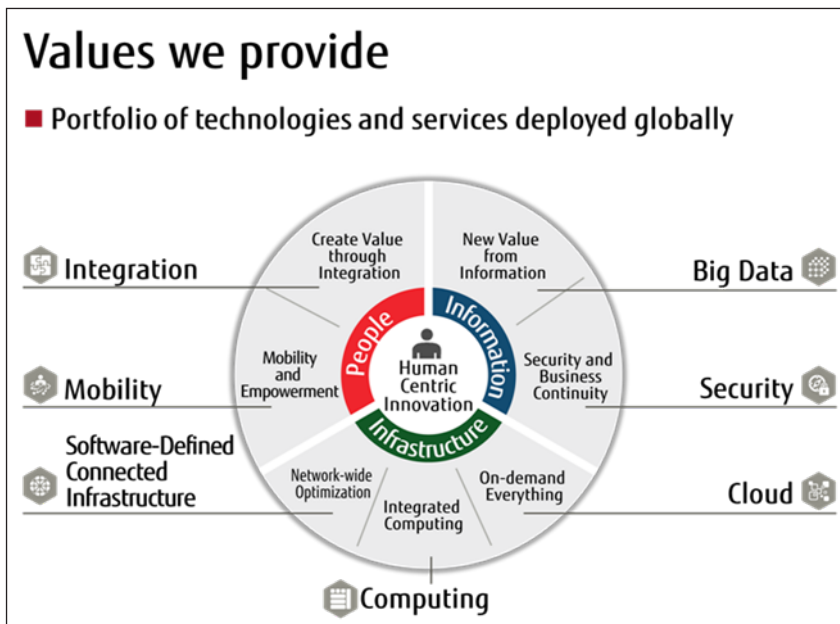 Values we provide
Portfolio of technologies and services deployed globally
Create Value
through
Integration
New Value
from
Information
Integration
Big Data
People
Information
Infrastructure
Human
Centric
Innovation
Mobility
and
Empowerment
Security and
Business
Continuity
Mobility
Security
Software-Defined
Connected
Infrastructure
Network-wide
Optimization
Integrated
Computing
On-demand
Everything
Cloud
Computing